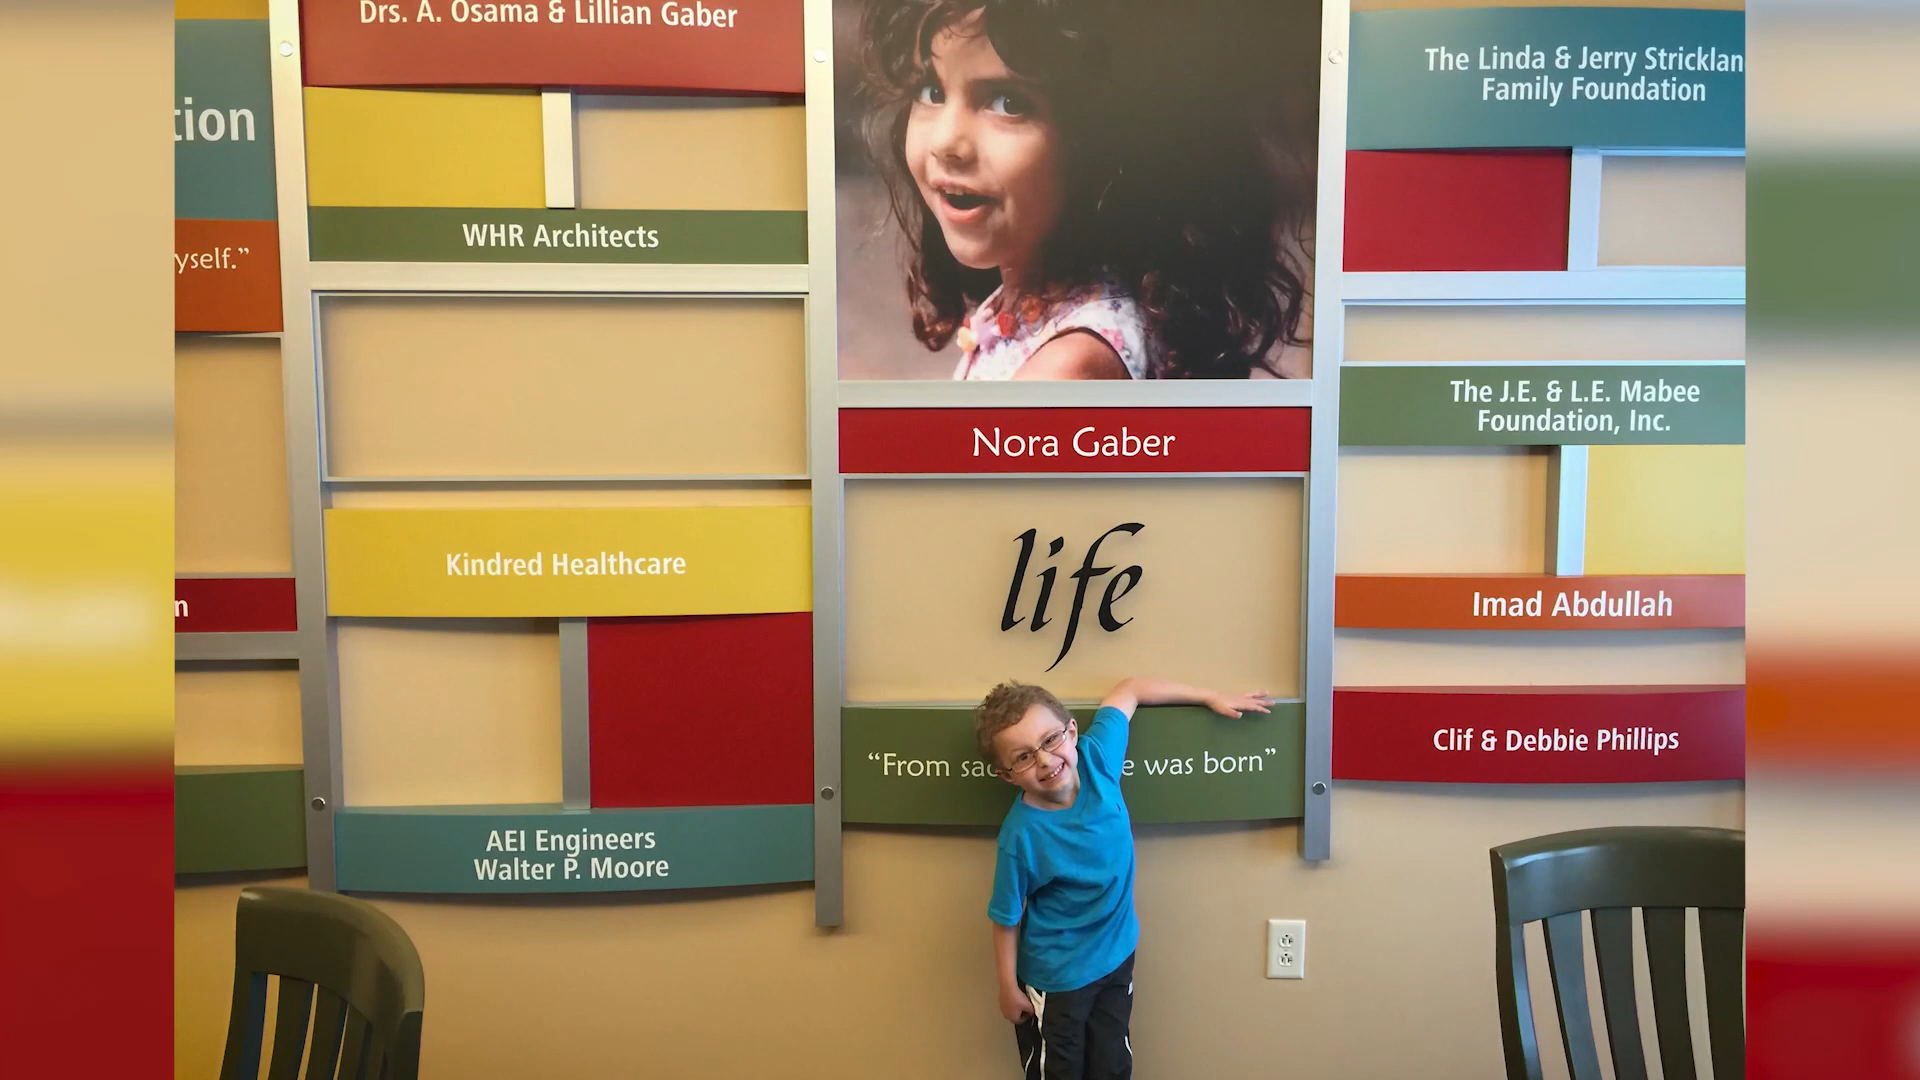 tion
yself.”
n
Drs. A. Osama & Lillian Gaber
WHR Architects
Kindred Healthcare
AEI Engineers
Walter P. Moore
Nora Gaber
life
“From sad e was born”
The Linda & Jerry Stricklan
Family Foundation
The J.E. & L.E. Mabee
Foundation, Inc.
Imad Abdullah
Clif & Debbie Phillips